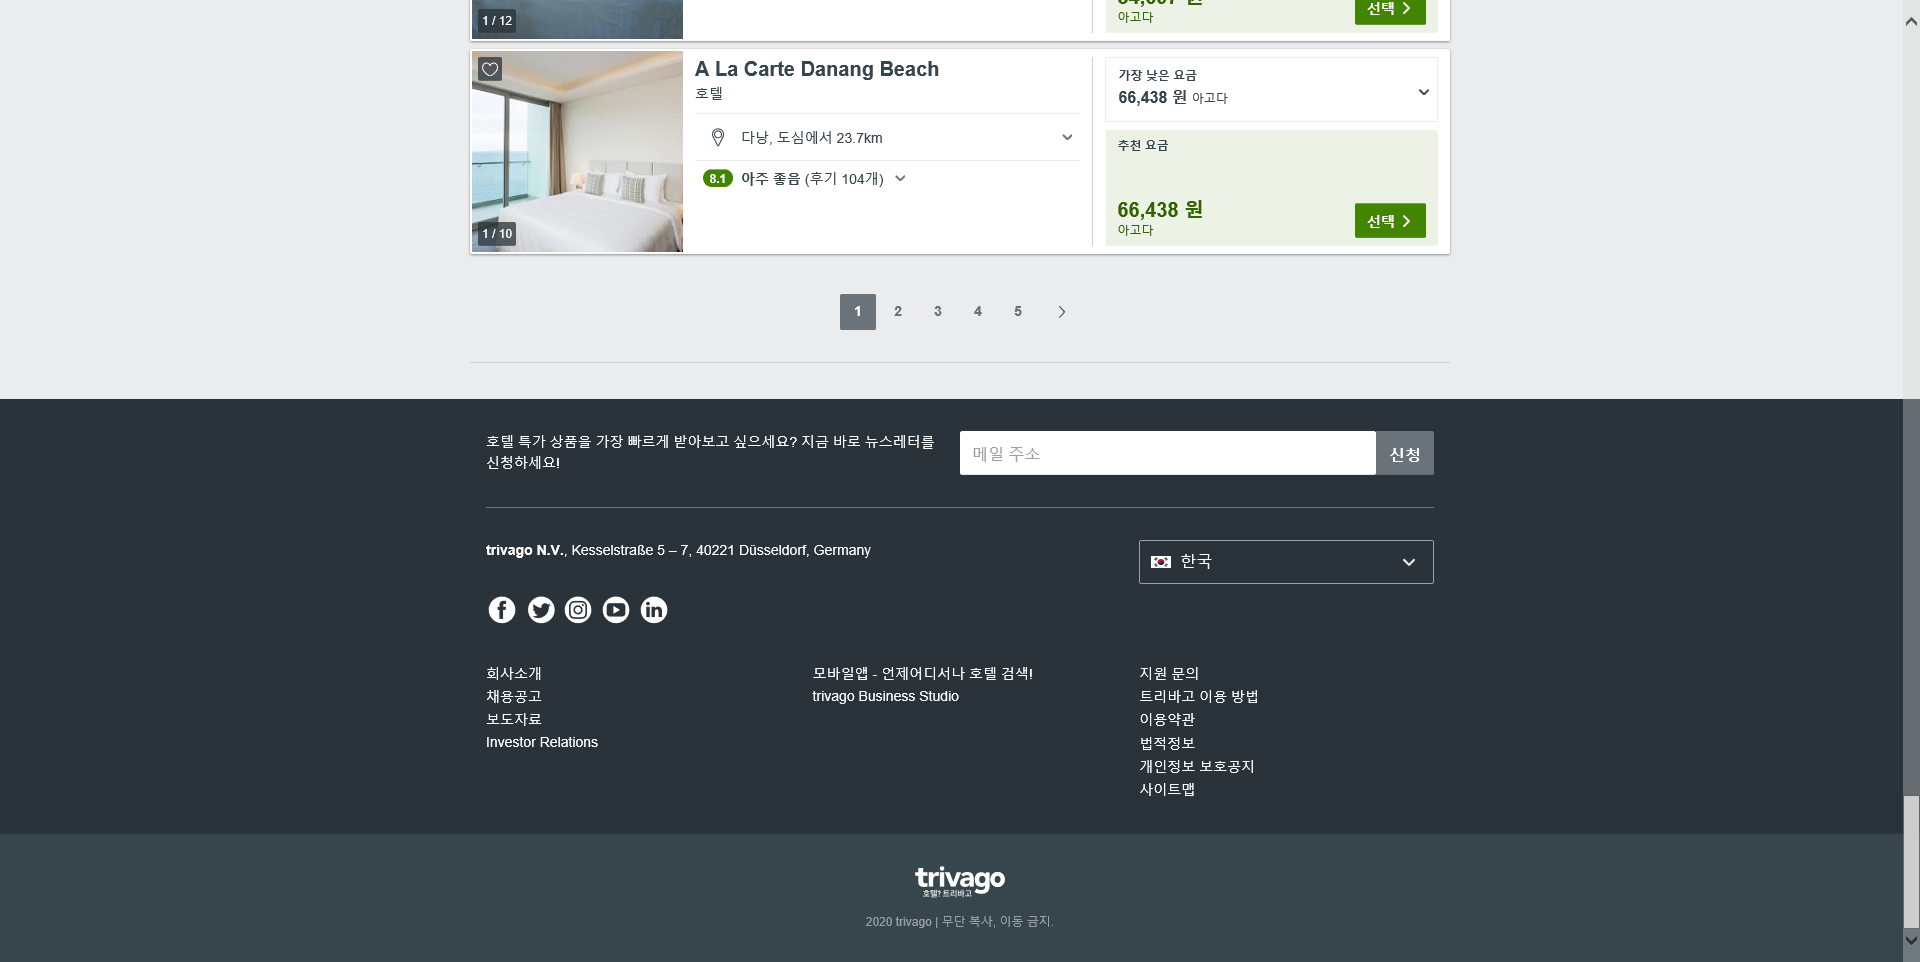 1 / 12
아고다
선택
A La Carte Danang Beach
호텔
다낭, 도심에서 23.7km
8.1 아주 좋음 (후기 104개)
1 / 10
가장 낮은 요금
66,438 원 아고다
추천 요금
66,438 원
아고다
선택
1 2 3 4 5
호텔 특가 상품을 가장 빠르게 받아보고 싶으세요? 지금 바로 뉴스레터를
신청하세요!
메일 주소
신청
trivago N.V., Kesselstraße 5 – 7, 40221 Düsseldorf, Germany
한국
회사소개
채용공고
보도자료
Investor Relations
모바일앱 - 언제어디서나 호텔 검색!
trivago Business Studio
지원 문의
트리바고 이용 방법
이용약관
법적정보
개인정보 보호공지
사이트맵
trivago
호텔? 트리바고
2020 trivago | 무단 복사, 이동 금지.